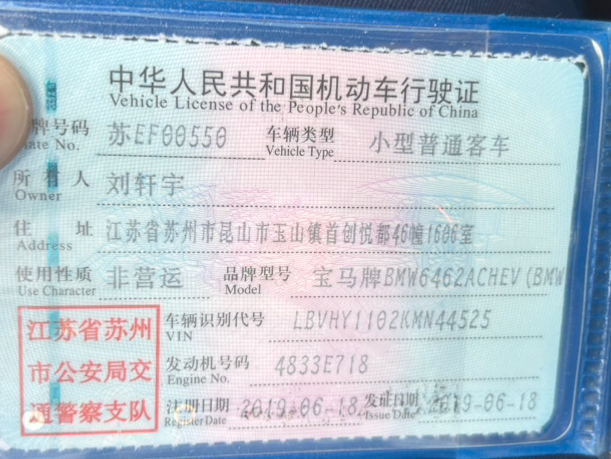 中华人民共和国机动车行驶证
Vehicle License of the People's Republic of China
牌号码 苏EF00550 车辆类型 小型普通客车
Plate No. Vehicle Type
所有人 刘轩宇
Owner
住址 江苏省苏州市昆山市玉山镇首创悦都46幢1606室
Address
使用性质 非营运 品牌型号 宝马牌BMW6462ACHEV(BMW
Use Character Model
江苏省苏州
市公安局交
通警察支队
车辆识别代号 LBVHY1102KMN44525
VIN
发动机号码 4833E718
Engine No.
注册日期 2019-06-18 发证日期 2019-06-18
Register Date Issue Date